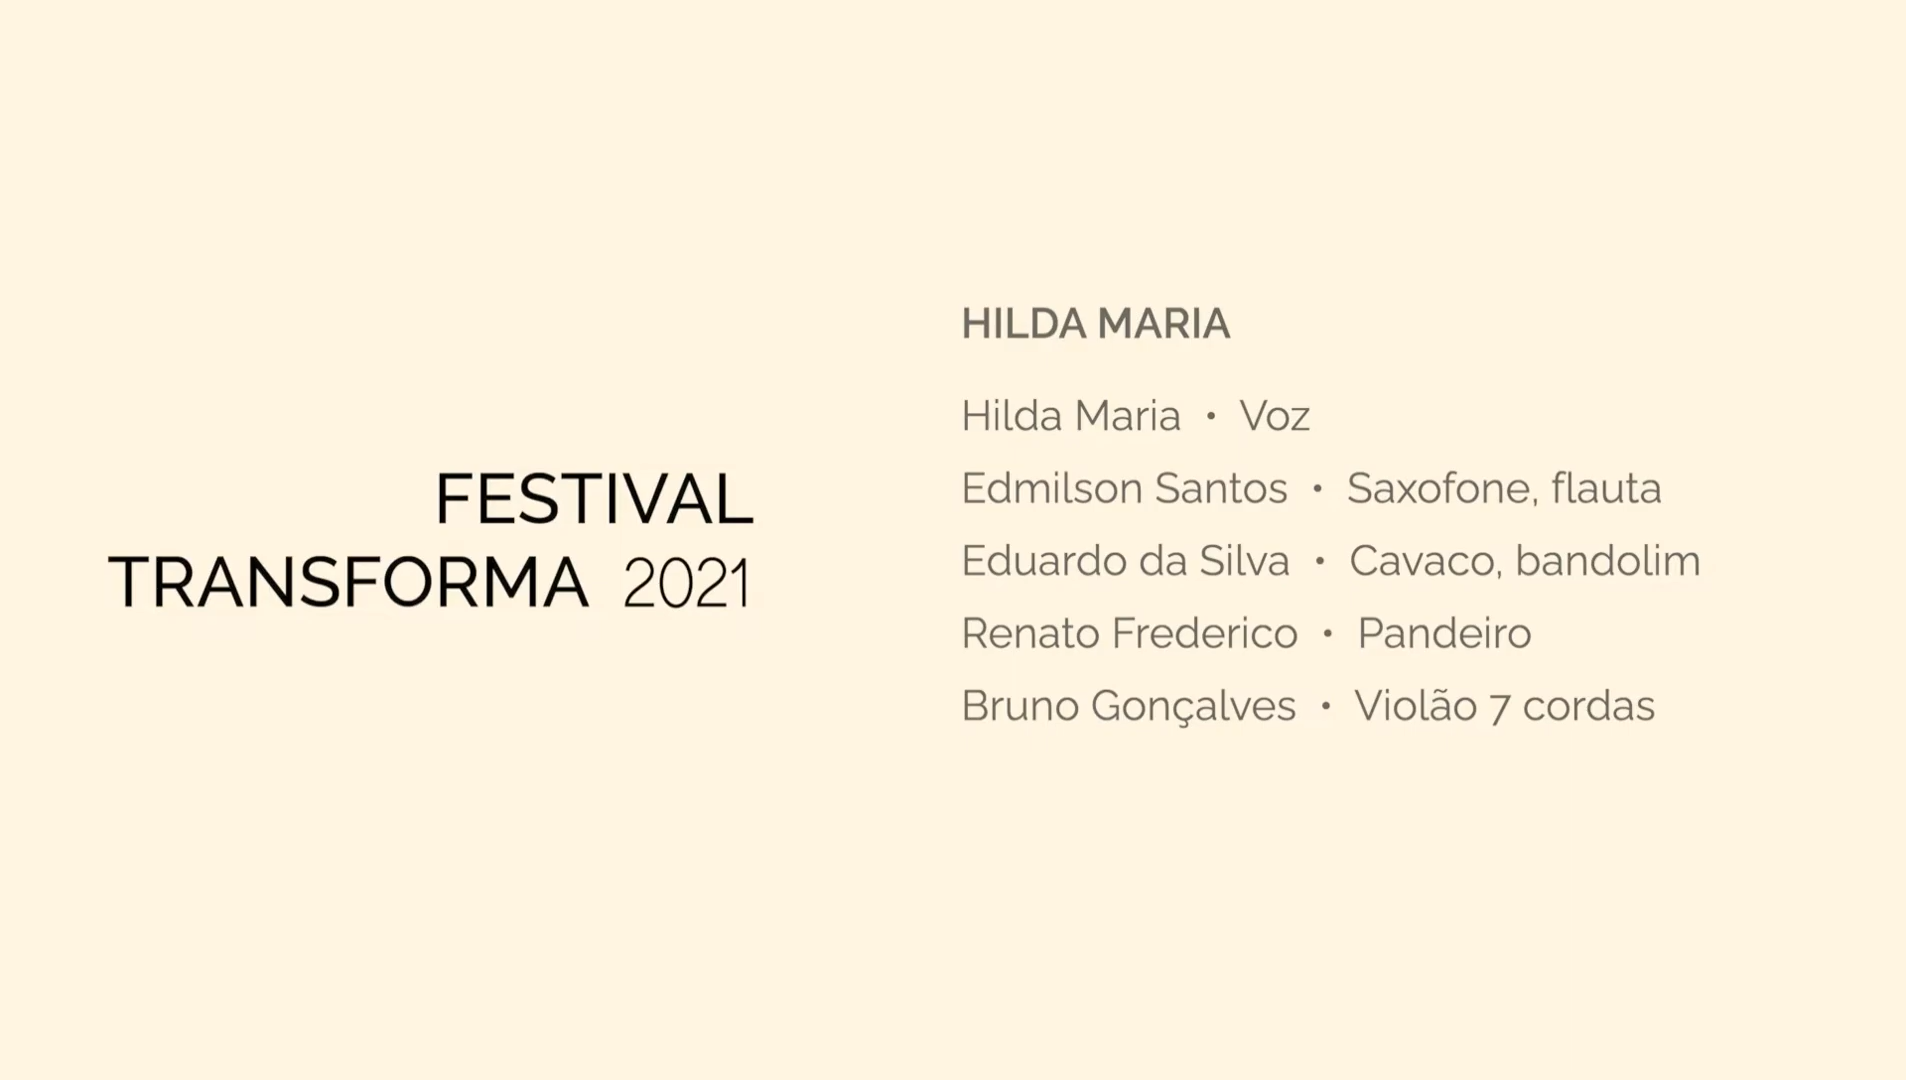 FESTIVAL
TRANSFORMA 2021
HILDA MARIA
Hilda Maria • Voz
Edmilson Santos • Saxofone, flauta
Eduardo da Silva • Cavaco, bandolim
Renato Frederico • Pandeiro
Bruno Gonçalves • Violão 7 cordas